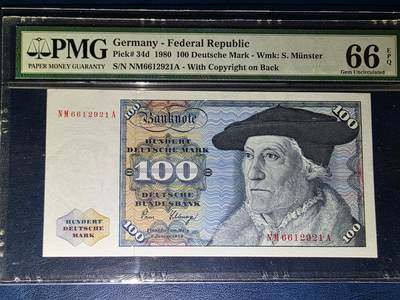 PMG
PAPER MONEY GUARANTY
Germany - Federal Republic
Pick# 34d 1980 100 Deutsche Mark - Wmk: S. Münster
S/N NM6612921A - With Copyright on Back
66 EPQ
Gem Uncirculated
100
100
NM6612921A
Banknote
HUNDERT
DEUTSCHE MARK
100
DEUTSCHE
BUNDESBANK
HUNDERT
DEUTSCHE
MARK
NM6612921A
100
100